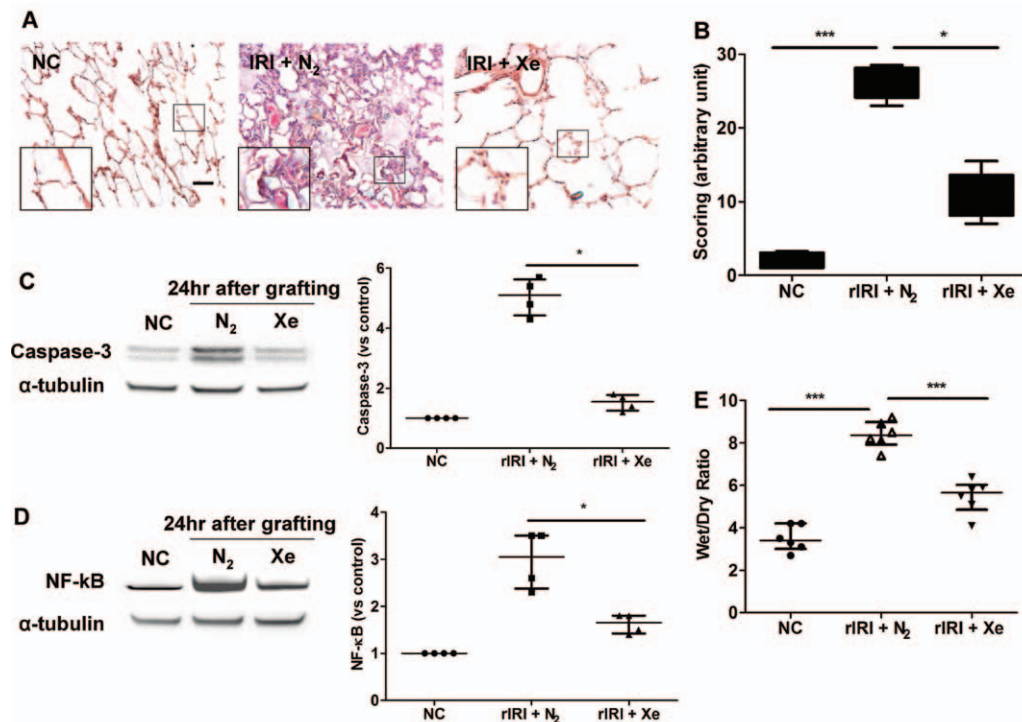 A
NC
IRI + N₂
IRI + Xe
B
***
*
Scoring (arbitrary unit)
30
20
10
0
NC
rIRI + N₂
rIRI + Xe
C
24hr after grafting
NC
N₂
Xe
Caspase-3
α-tubulin
*
Caspase-3 (vs control)
6
4
2
0
NC
rIRI + N₂
rIRI + Xe
D
24hr after grafting
NC
N₂
Xe
NF-kB
α-tubulin
*
NF-κB (vs control)
4
3
2
1
0
NC
rIRI + N₂
rIRI + Xe
E
***
***
Wet/Dry Ratio
10
8
6
4
2
0
NC
rIRI + N₂
rIRI + Xe